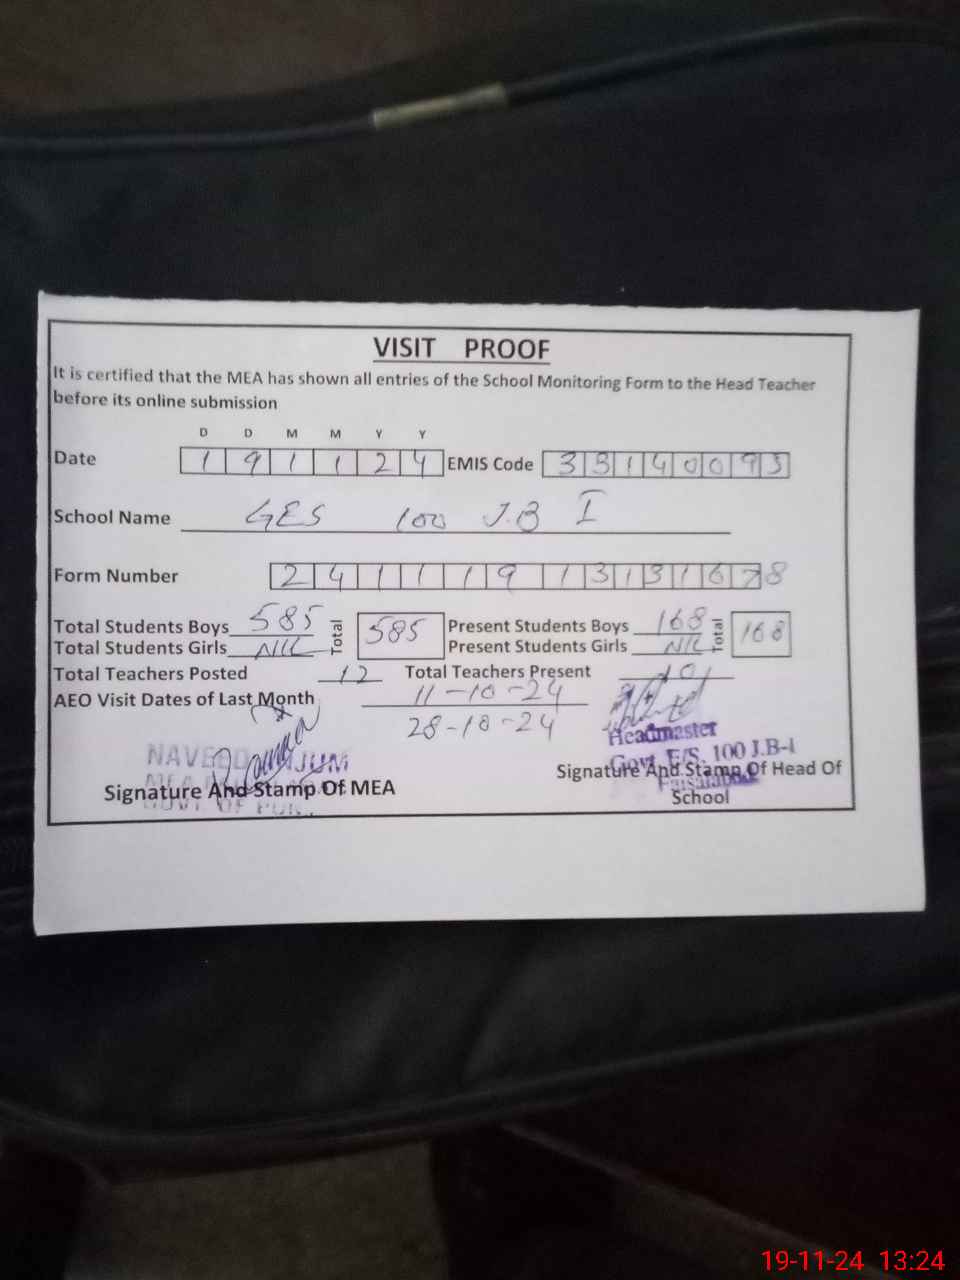 VISIT PROOF
It is certified that the MEA has shown all entries of the School Monitoring Form to the Head Teacher
before its online submission
D D M M Y Y
Date 1 9 1 1 2 4 EMIS Code 3 3 1 4 0 0 9 3
School Name GES 100 J.B I
Form Number 2 4 1 1 1 9 1 3 1 3 1 6 7 8
Total Students Boys 585 Total 585 Present Students Boys 168 Total 168
Total Students Girls NIL Present Students Girls NIL
Total Teachers Posted 12 Total Teachers Present
AEO Visit Dates of Last Month 11-10-24
28-10-24
Headmaster
Govt. E/S. 100 J.B-I
Faisalabad
NAVEED ANJUM
MEA
GOVT. OF
Signature And Stamp Of MEA
Signature And Stamp Of Head Of
School
19-11-24 13:24